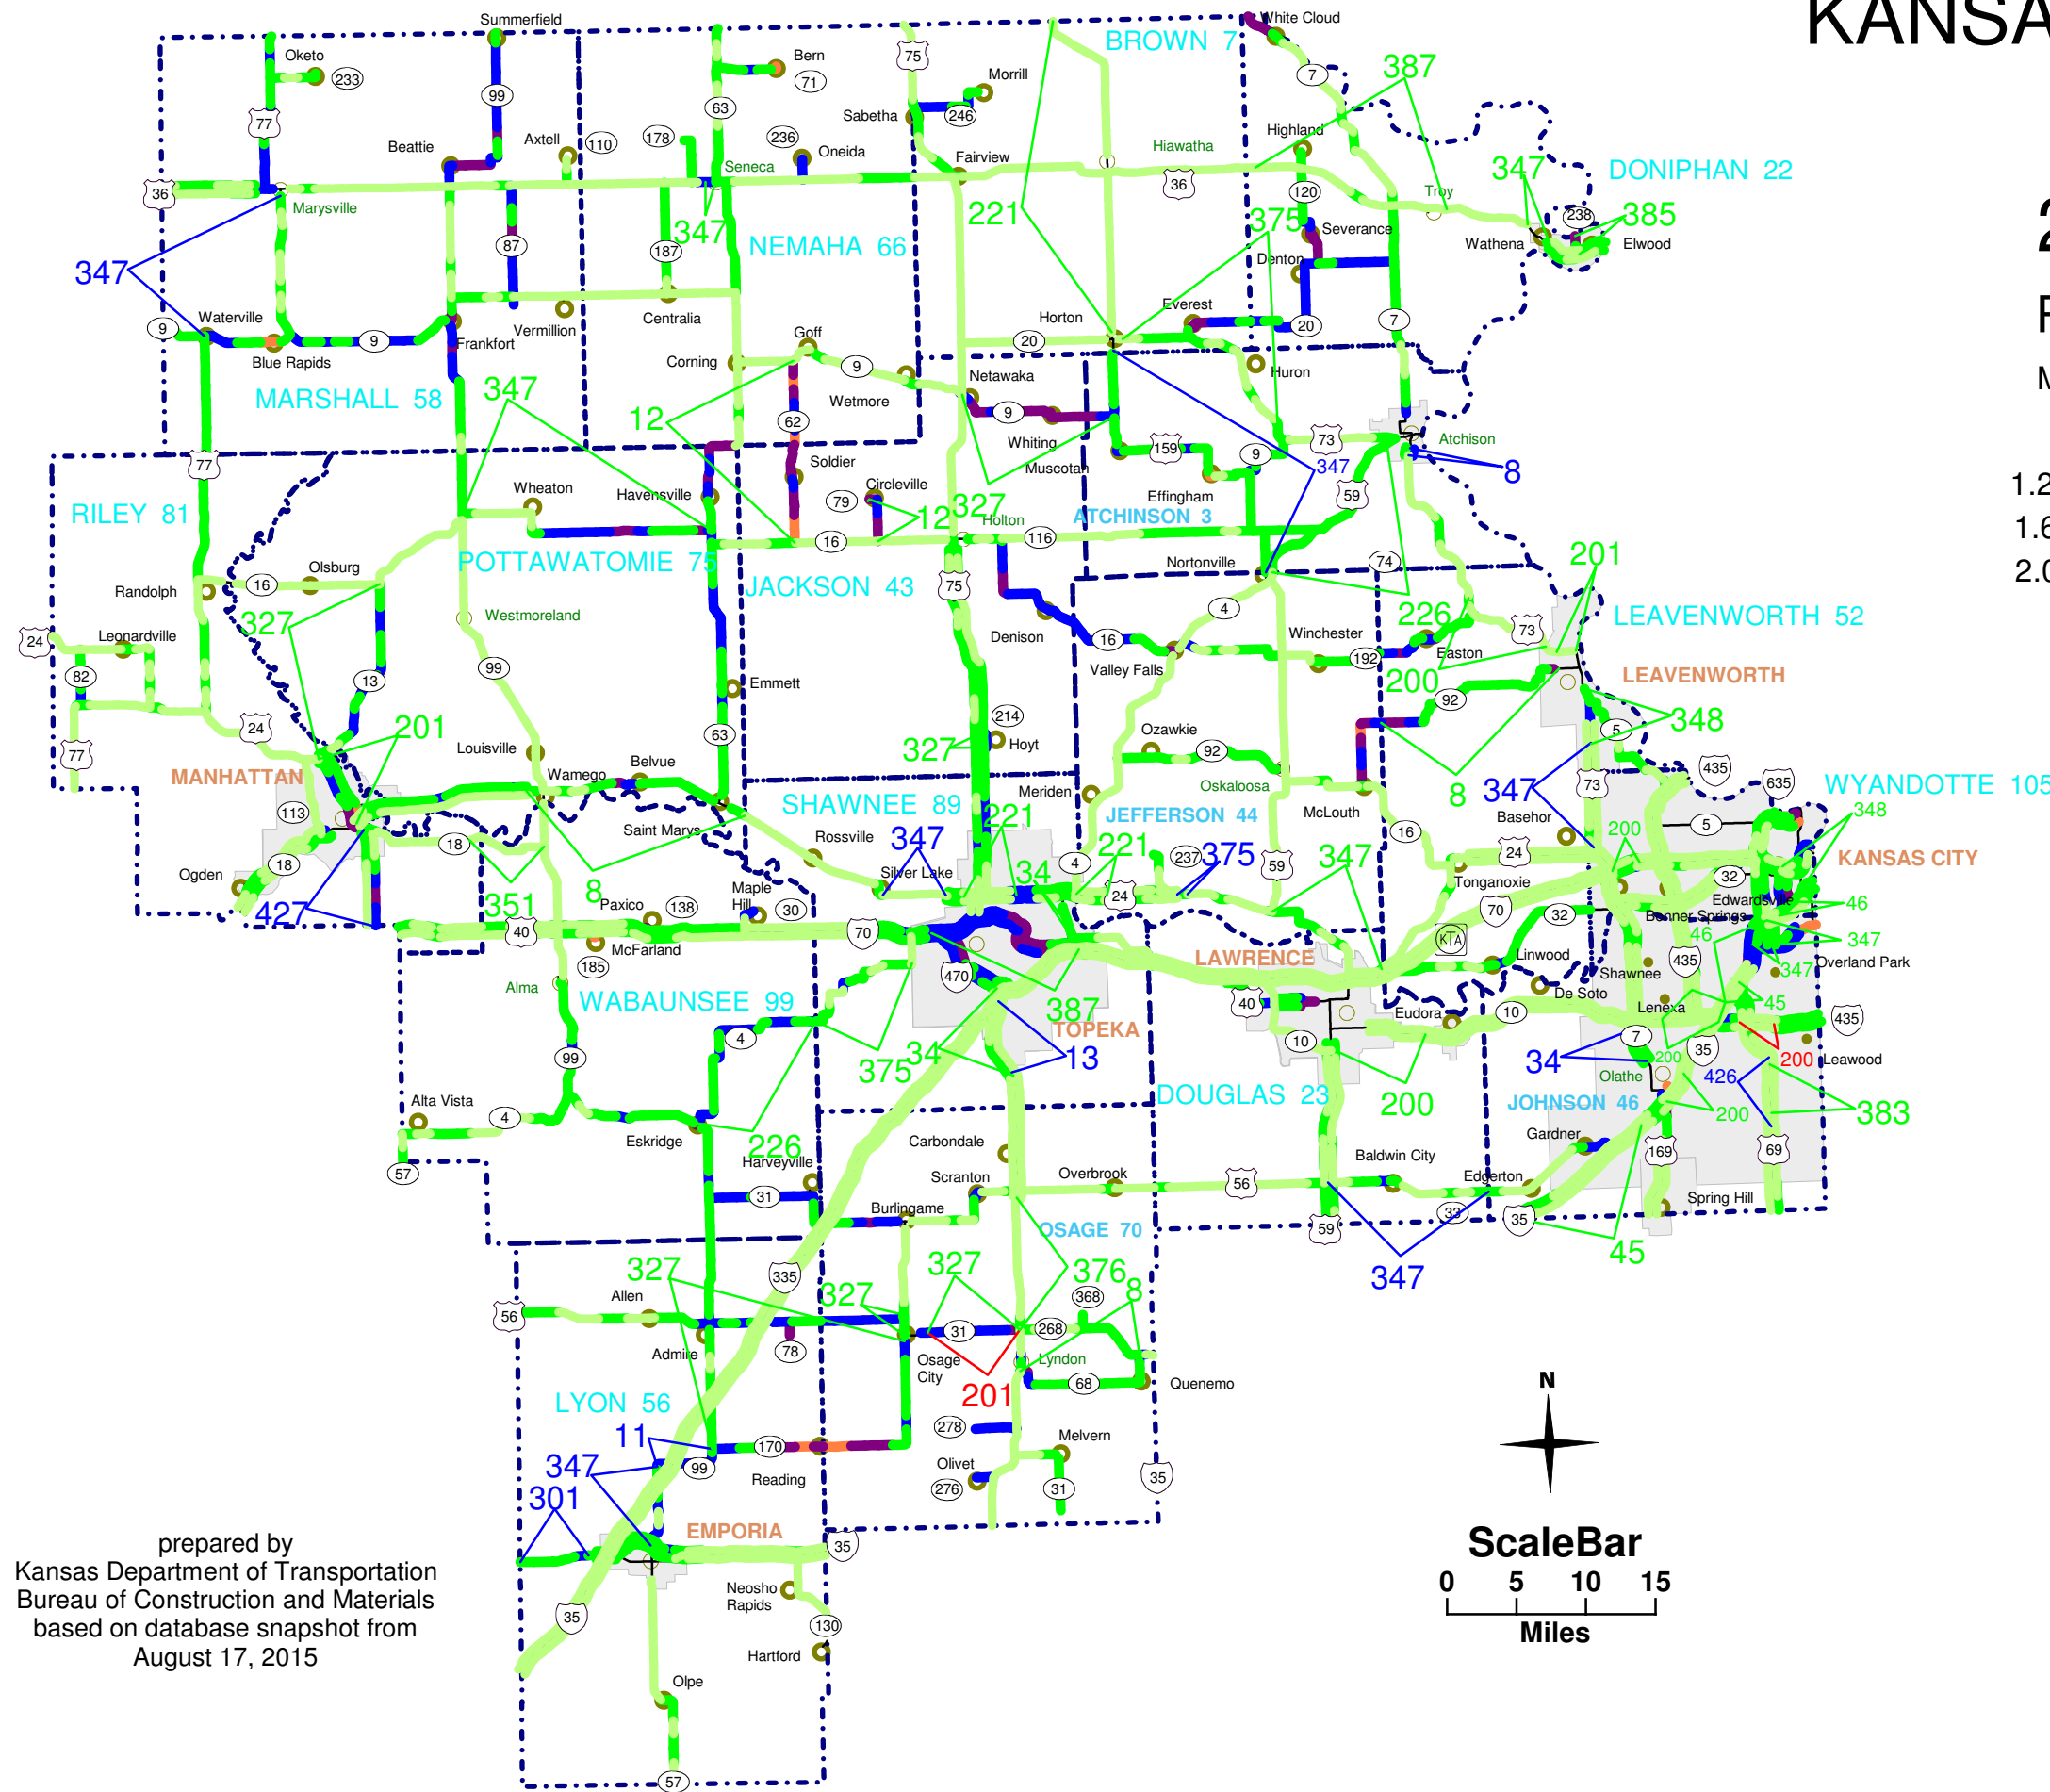 KANSA
Summerfield
White Cloud
BROWN 7
Oketo
233
Bern
71
75
Morrill
7
387
99
63
77
Sabetha
246
Beattie
Axtell
110
178
236
Oneida
Highland
Seneca
Fairview
Hiawatha
347
DONIPHAN 22
36
36
Marysville
120
Troy
221
375
238
385
347
NEMAHA 66
87
187
Severance
Wathena
Elwood
347
Denton
Waterville
9
9
Vermillion
Centralia
Goff
Horton
Everest
20
20
7
Frankfort
Blue Rapids
Corning
9
Netawaka
Huron
MARSHALL 58
347
12
Wetmore
62
9
Whiting
73
Atchison
77
Soldier
Muscotah
159
9
347
8
RILEY 81
Wheaton
Havensville
79
Circleville
12
327
Effingham
59
Holton
ATCHINSON 3
16
116
POTTAWATOMIE 75
JACKSON 43
75
Nortonville
74
201
Olsburg
16
Randolph
327
Westmoreland
4
226
LEAVENWORTH 52
24
Leonardville
Denison
16
Winchester
73
82
99
Valley Falls
192
Easton
LEAVENWORTH
13
Emmett
200
92
24
201
214
348
77
Louisville
63
327
Hoyt
Ozawkie
92
5
MANHATTAN
Wamego
Belvue
Oskaloosa
347
73
435
635
WYANDOTTE 105
113
SHAWNEE 89
Meriden
8
Saint Marys
Rossville
221
JEFFERSON 44
McLouth
Basehor
5
348
18
18
347
16
200
Ogden
Silver Lake
34
4
221
237
375
59
347
24
KANSAS CITY
427
351
8
Maple
Hill
30
24
Tonganoxie
32
Paxico
138
70
Edwardsville
46
40
70
32
Bonner Springs
McFarland
KTA
46
347
185
470
LAWRENCE
Linwood
435
347
Overland Park
Alma
WABAUNSEE 99
40
De Soto
Shawnee
387
Eudora
10
Lenexa
45
TOPEKA
4
10
7
435
99
34
13
34
35
200
200
Leawood
375
DOUGLAS 23
Olathe
426
Alta Vista
4
200
JOHNSON 46
200
383
Eskridge
226
Carbondale
Gardner
57
Harveyville
Baldwin City
169
69
31
Scranton
Overbrook
56
Edgerton
Burlingame
33
Spring Hill
OSAGE 70
59
35
327
335
327
376
347
45
327
8
56
Allen
368
31
268
Admire
78
Osage
City
Lyndon
201
68
Quenemo
LYON 56
11
278
N
170
Melvern
347
99
Reading
Olivet
276
31
35
301
EMPORIA
35
ScaleBar
prepared by
Kansas Department of Transportation
Bureau of Construction and Materials
based on database snapshot from
August 17, 2015
0 5 10 15
Miles
35
Neosho
Rapids
130
Hartford
Olpe
57
1.2
1.6
2.0